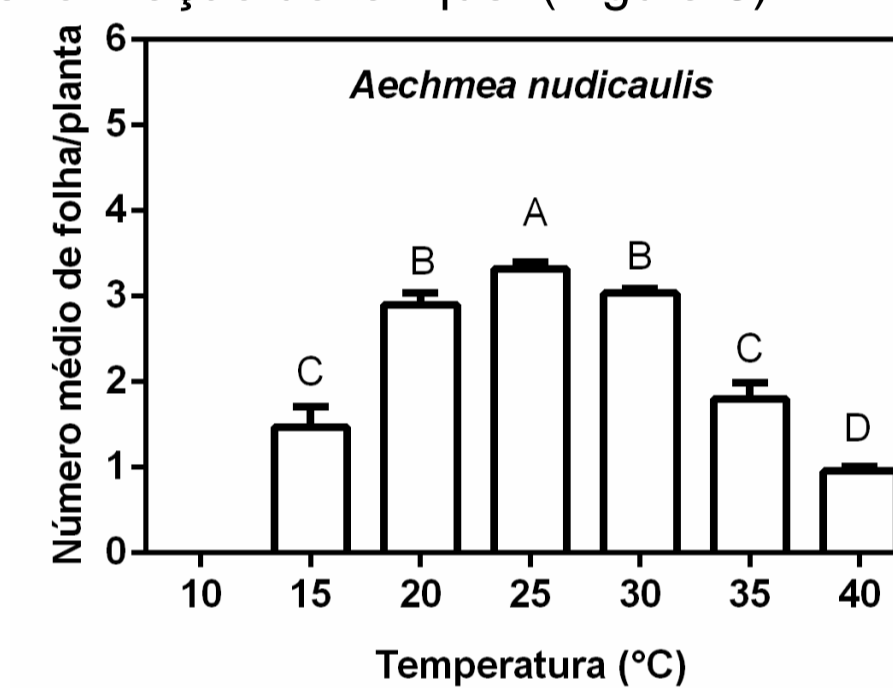 Aechmea nudicaulis
Número médio de folha/planta
6
5
4
3
2
1
0
C
B
A
B
C
D
10 15 20 25 30 35 40
Temperatura (°C)